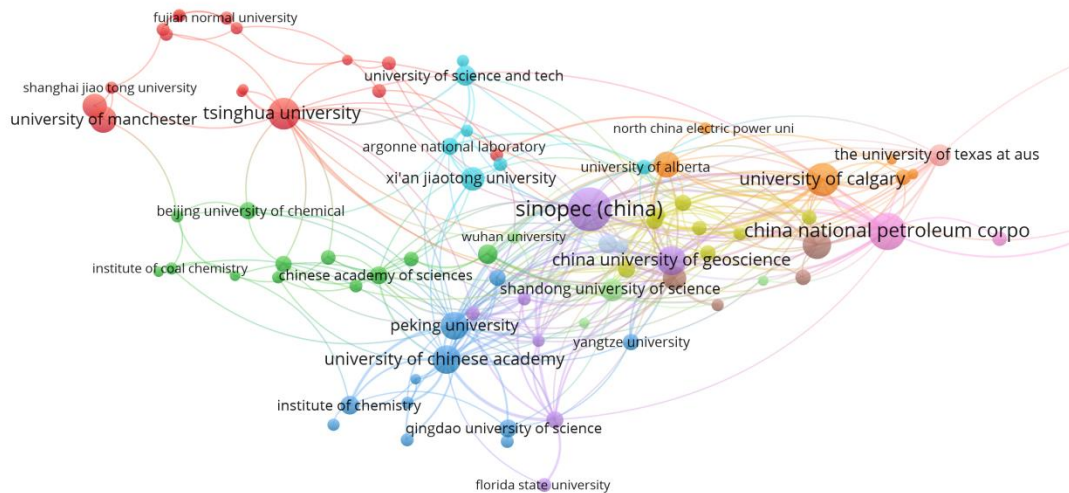 fujian normal university
university of science and tech
shanghai jiao tong university
tsinghua university
university of manchester
north china electric power uni
argonne national laboratory
the university of texas at aus
university of alberta
xi'an jiaotong university
university of calgary
beijing university of chemical
sinopec (china)
china national petroleum corpo
wuhan university
china university of geoscience
institute of coal chemistry
chinese academy of sciences
shandong university of science
peking university
yangtze university
university of chinese academy
institute of chemistry
qingdao university of science
florida state university